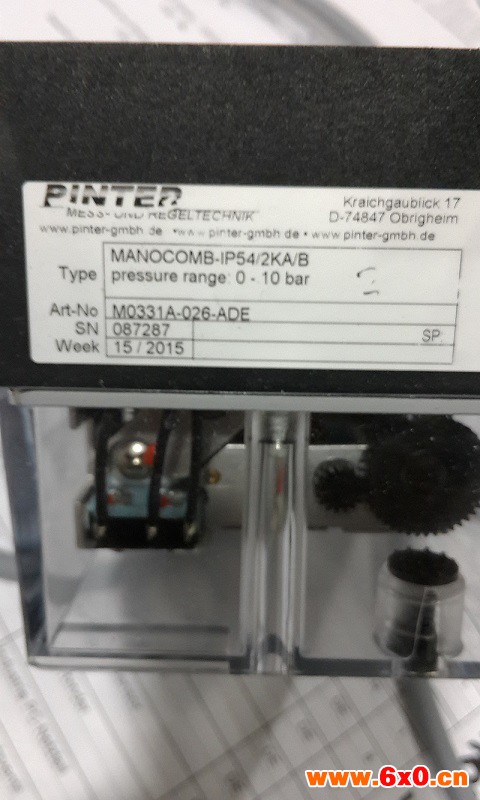 PINTER
MESS- UND REGELTECHNIK
Kraichgaublick 17
D-74847 Obrigheim
www.pinter-gmbh.de • www.pinter-gmbh.de • www.pinter-gmbh.de
Type MANOCOMB-IP54/2KA/B
pressure range: 0 - 10 bar
Art-No M0331A-026-ADE
SN 087287 SP
Week 15 / 2015
www.6x0.cn